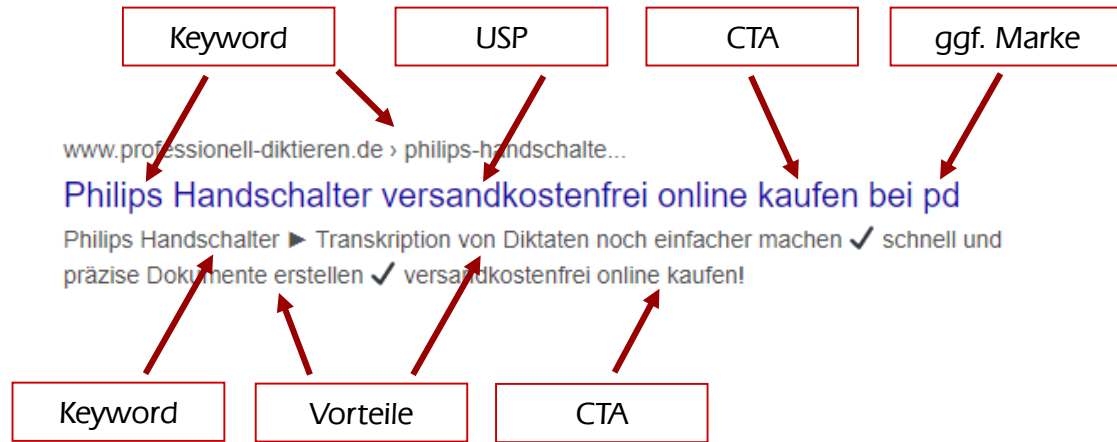 Keyword USP CTA ggf. Marke
www.professionell-diktieren.de › philips-handschalte...
Philips Handschalter versandkostenfrei online kaufen bei pd
Philips Handschalter ► Transkription von Diktaten noch einfacher machen ✔ schnell und
präzise Dokumente erstellen ✔ versandkostenfrei online kaufen!
Keyword Vorteile CTA